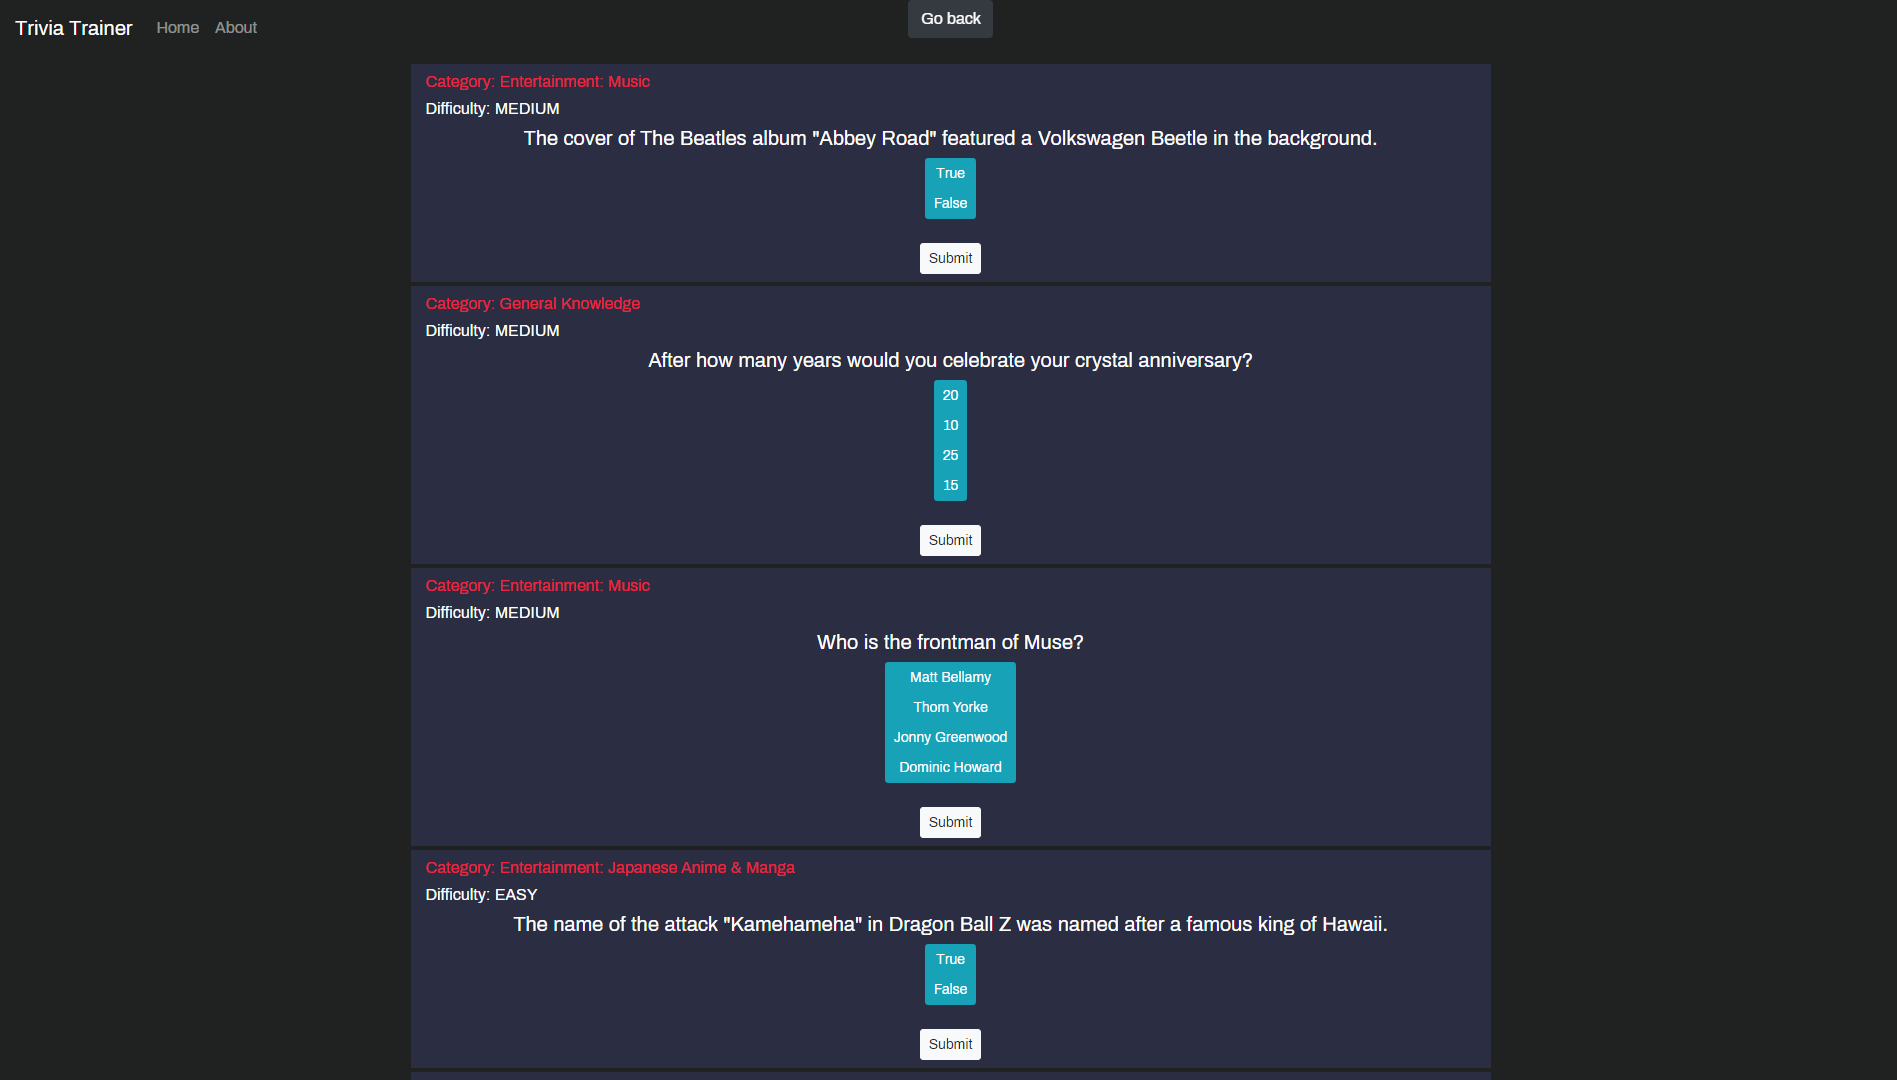 Trivia Trainer Home About
Go back
Category: Entertainment: Music
Difficulty: MEDIUM
The cover of The Beatles album "Abbey Road" featured a Volkswagen Beetle in the background.
True
False
Submit
Category: General Knowledge
Difficulty: MEDIUM
After how many years would you celebrate your crystal anniversary?
20
10
25
15
Submit
Category: Entertainment: Music
Difficulty: MEDIUM
Who is the frontman of Muse?
Matt Bellamy
Thom Yorke
Jonny Greenwood
Dominic Howard
Submit
Category: Entertainment: Japanese Anime & Manga
Difficulty: EASY
The name of the attack "Kamehameha" in Dragon Ball Z was named after a famous king of Hawaii.
True
False
Submit